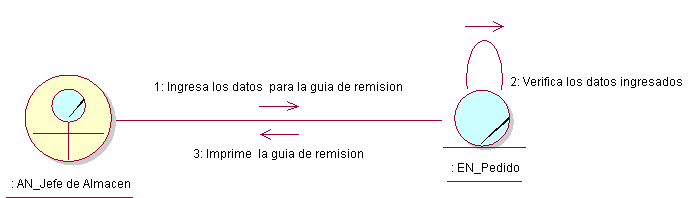 1: Ingresa los datos  para la guia de remision
2: Verifica los datos ingresados
3: Imprime  la guia de remision
: AN_Jefe de Almacen
: EN_Pedido